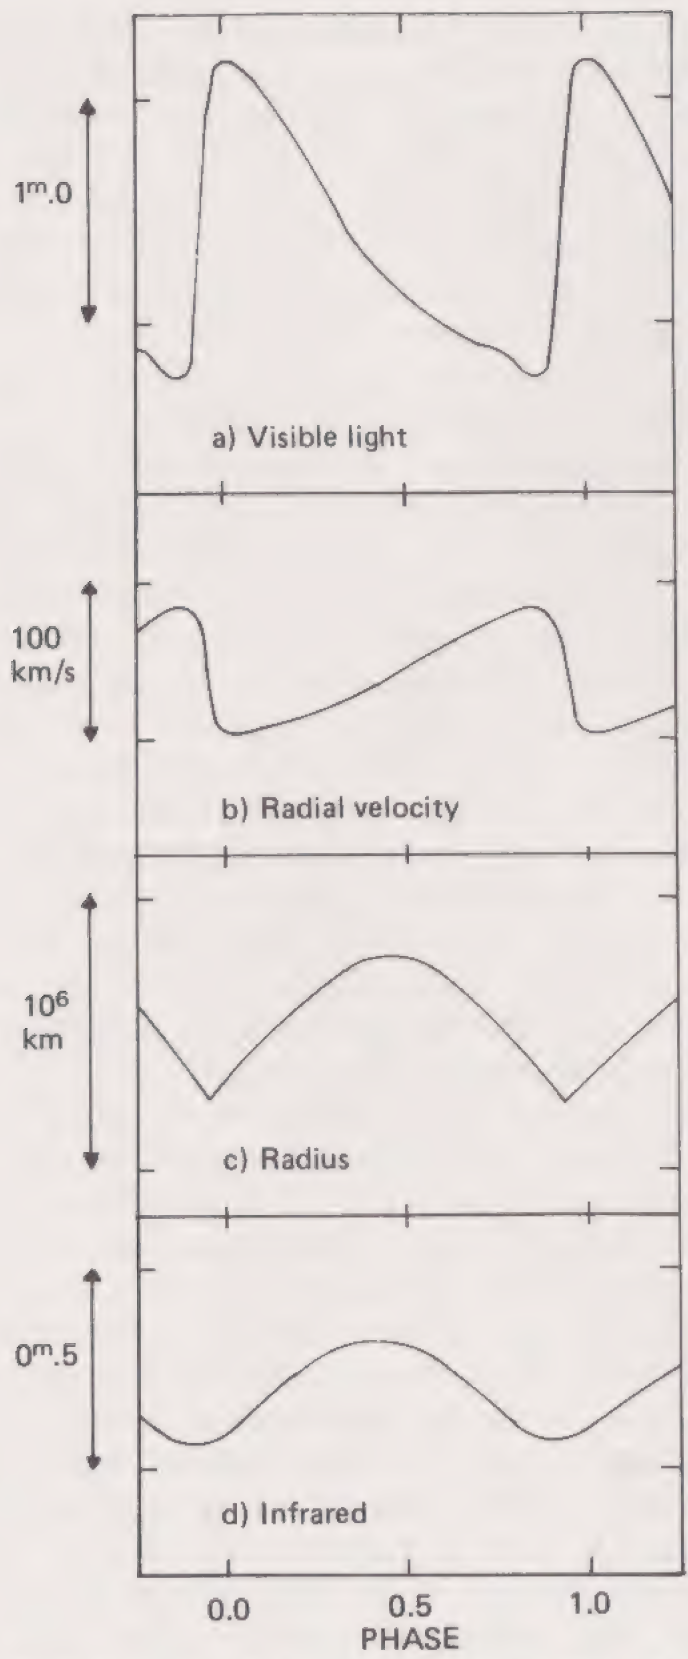 1ᵐ.0
a) Visible light
100
km/s
b) Radial velocity
10⁶
km
c) Radius
0ᵐ.5
d) Infrared
0.0 0.5 1.0
PHASE